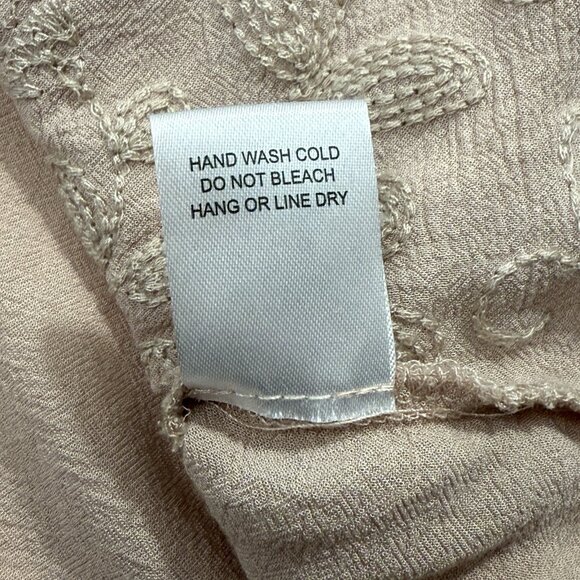 HAND WASH COLD
DO NOT BLEACH
HANG OR LINE DRY